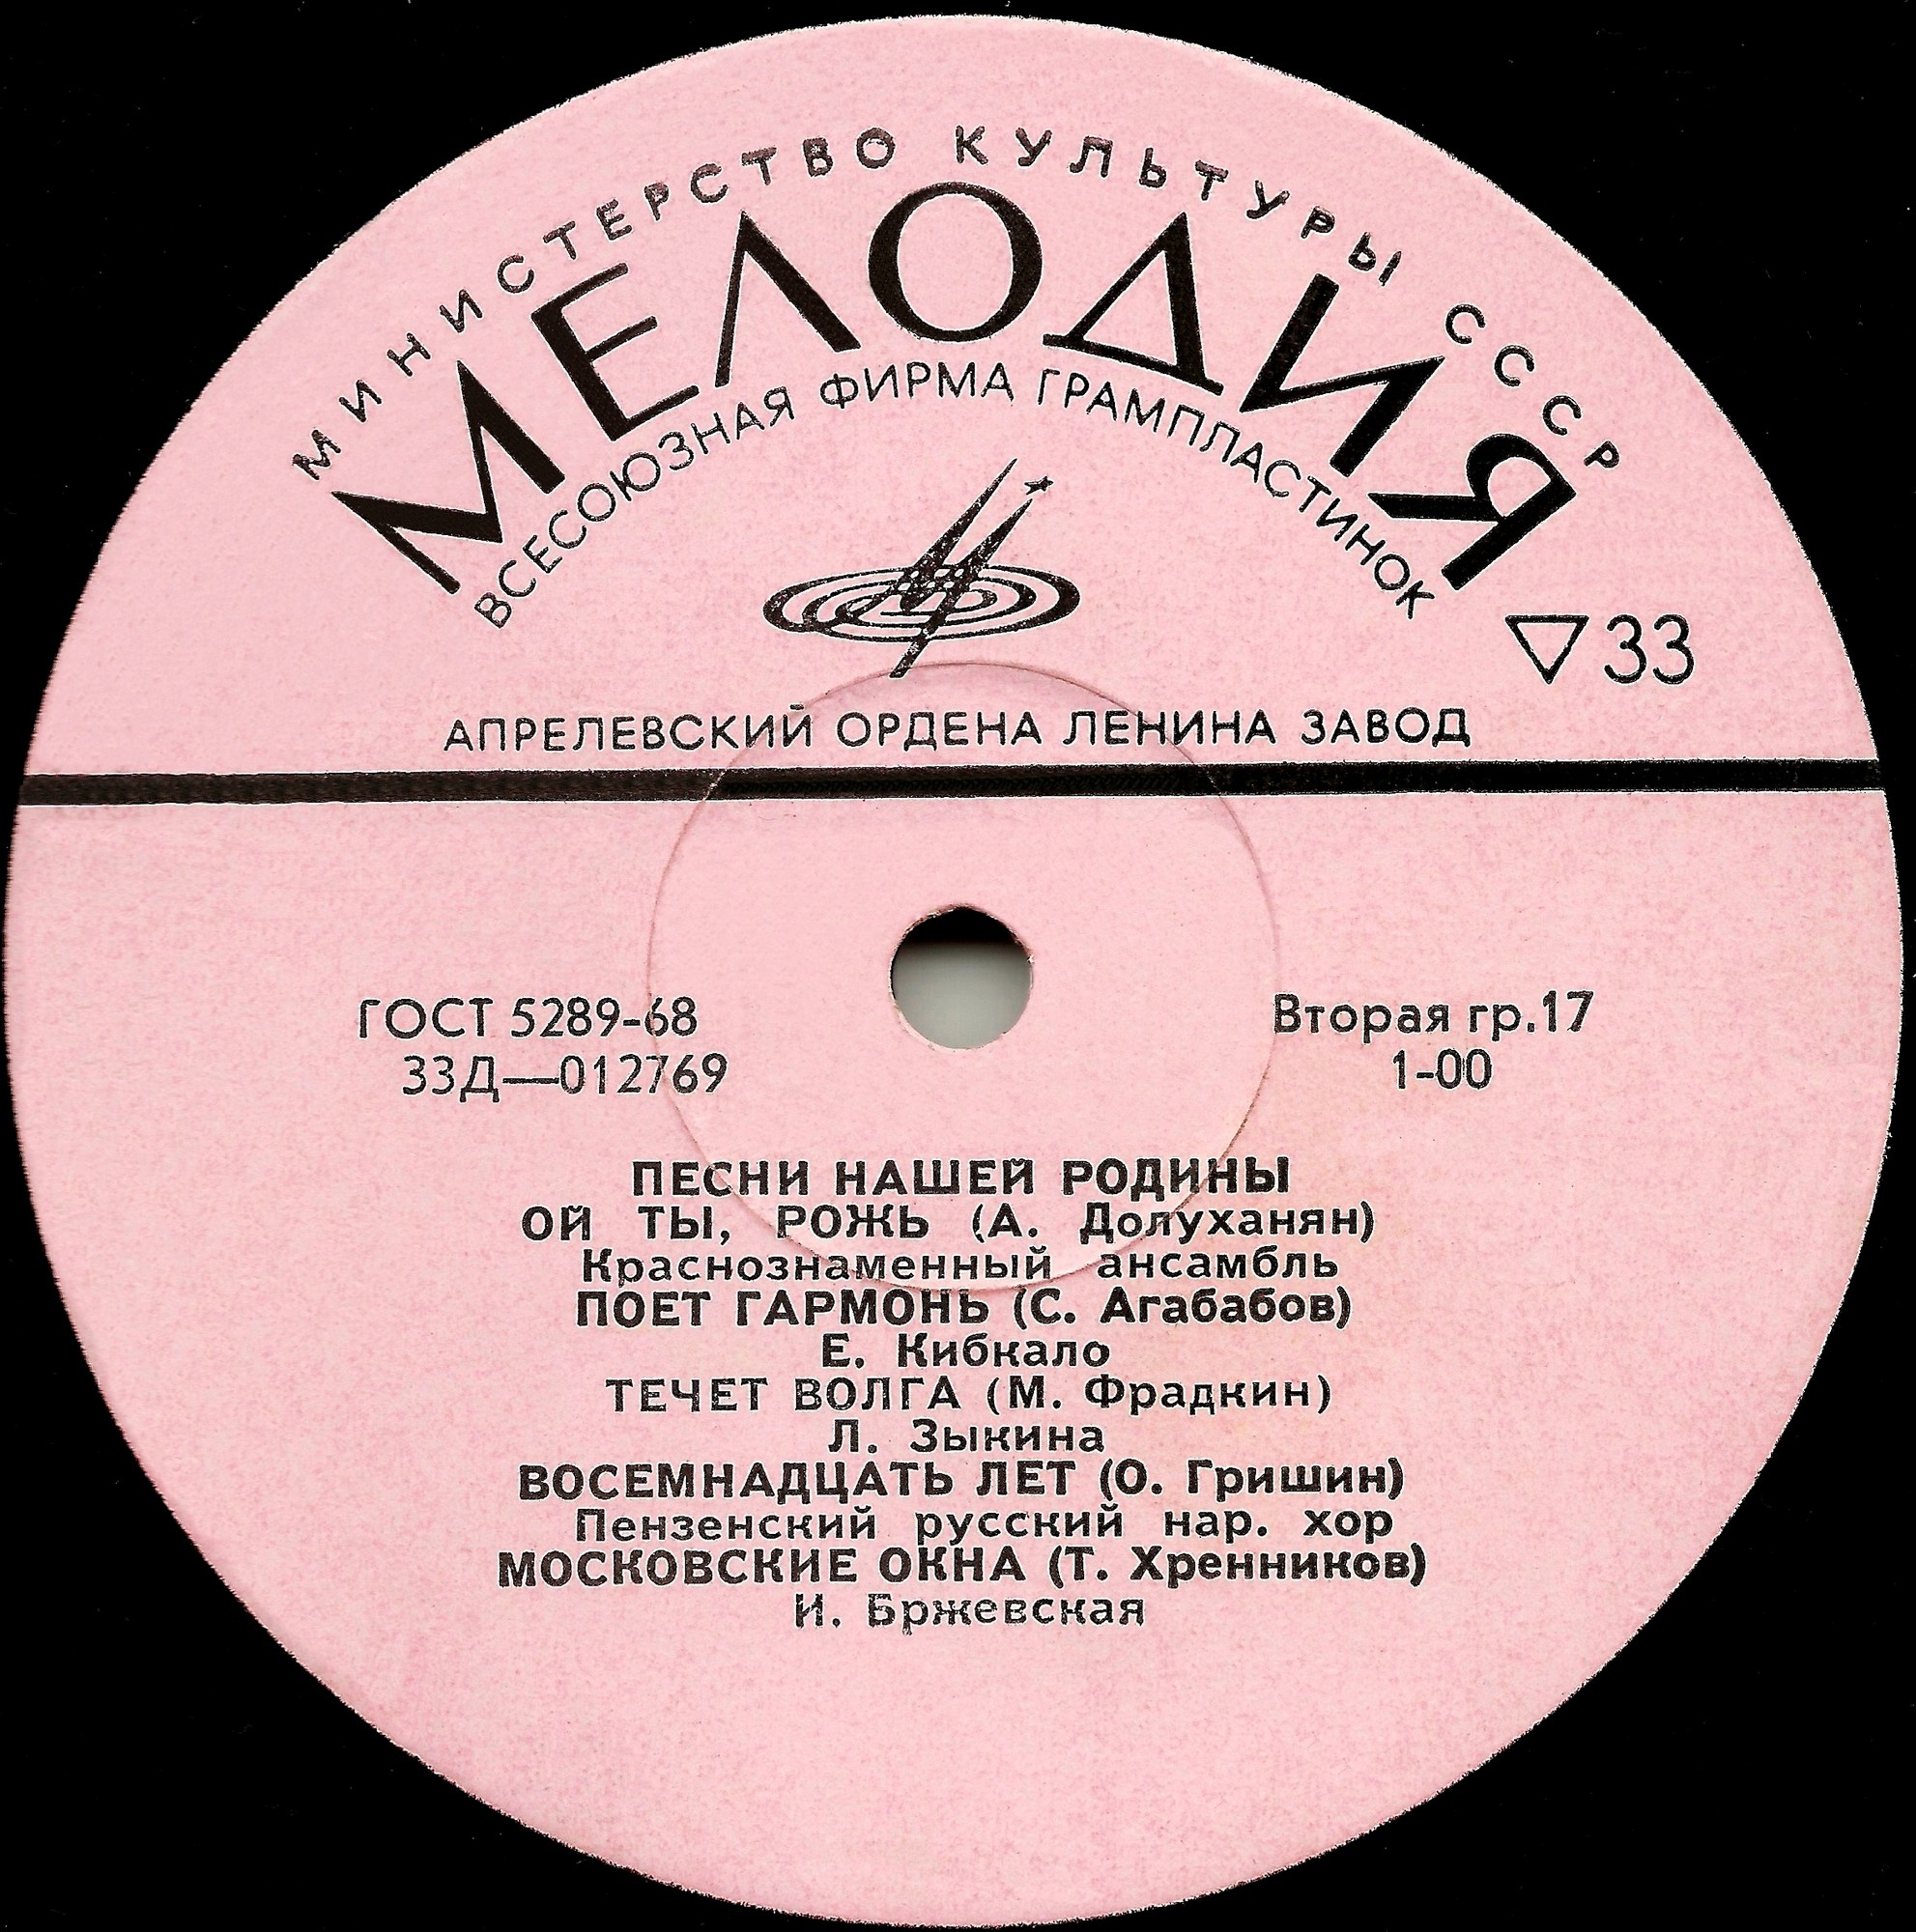 МИНИСТЕРСТВО КУЛЬТУРЫ СССР
МЕЛОДИЯ
ВСЕСОЮЗНАЯ ФИРМА ГРАМПЛАСТИНОК
33
АПРЕЛЕВСКИЙ ОРДЕНА ЛЕНИНА ЗАВОД
ГОСТ 5289-68
33Д—012769
Вторая гр.17
1-00
ПЕСНИ НАШЕЙ РОДИНЫ
ОЙ ТЫ, РОЖЬ (А. Долуханян)
Краснознаменный ансамбль
ПОЕТ ГАРМОНЬ (С. Агабабов)
Е. Кибкало
ТЕЧЕТ ВОЛГА (М. Фрадкин)
Л. Зыкина
ВОСЕМНАДЦАТЬ ЛЕТ (О. Гришин)
Пензенский русский нар. хор
МОСКОВСКИЕ ОКНА (Т. Хренников)
И. Бржевская